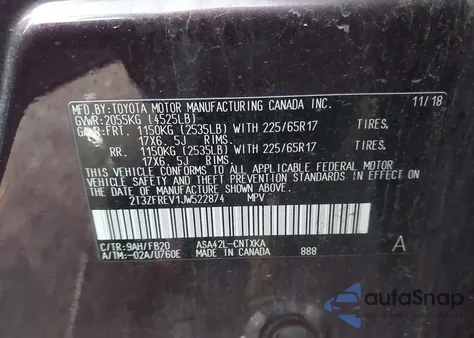 MFD.BY:TOYOTA MOTOR MANUFACTURING CANADA INC. 11/18
GVWR:2055KG (4525LB)
GAWR:FRT. 1150KG (2535LB) WITH 225/65R17 TIRES,
17X6. 5J RIMS.
RR. 1150KG (2535LB) WITH 225/65R17 TIRES,
17X6. 5J RIMS.
THIS VEHICLE CONFORMS TO ALL APPLICABLE FEDERAL MOTOR
VEHICLE SAFETY STANDARDS IN EFFECT ON
THE DATE OF MANUFACTURE SHOWN ABOVE.
2T3ZFREV1JW522874 MPV
C/TR:9AH/FB20 ASA42L-CNTXKA A
A/TM:-02A/U760E MADE IN CANADA 888
autoSnap